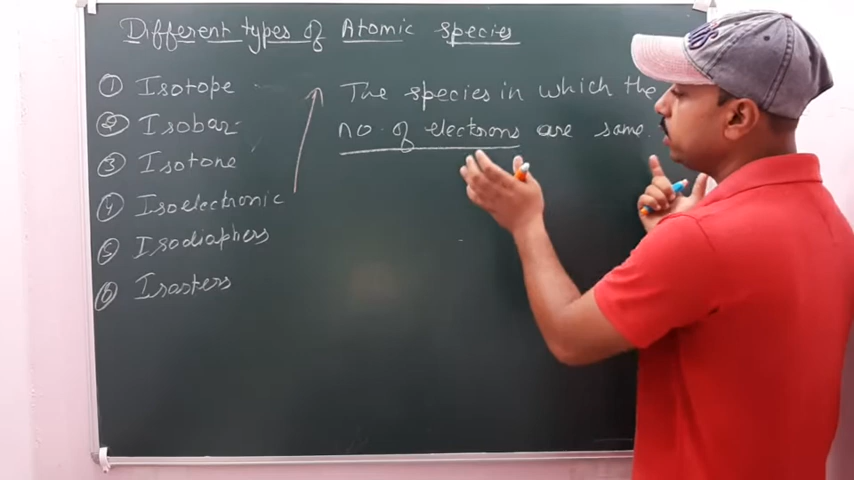 Different types of Atomic species
① Isotope
② Isobar
③ Isotone
④ Isoelectronic
⑤ Isodiaphers
⑥ Isasters
The species in which the
no. of electrons are same.